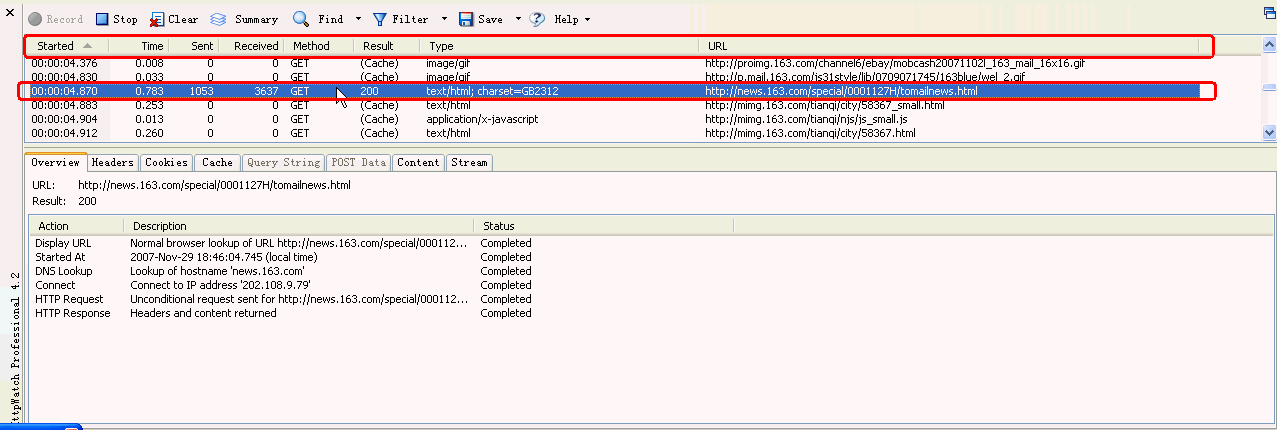 Record Stop Clear Summary Find Filter Save Help
Started Time Sent Received Method Result Type URL
00:00:04.376 0.008 0 0 GET (Cache) image/gif http://proimg.163.com/channel6/ebay/mobcash20071102l_163_mail_16x16.gif
00:00:04.830 0.033 0 0 GET (Cache) image/gif http://p.mail.163.com/js31style/lib/0709071745/163blue/wel_2.gif
00:00:04.870 0.783 1053 3637 GET 200 text/html; charset=GB2312 http://news.163.com/special/0001127H/tomailnews.html
00:00:04.883 0.253 0 0 GET (Cache) text/html http://mimg.163.com/tianqi/city/58367_small.html
00:00:04.904 0.013 0 0 GET (Cache) application/x-javascript http://mimg.163.com/tianqi/njs/js_small.js
00:00:04.912 0.260 0 0 GET (Cache) text/html http://mimg.163.com/tianqi/city/58367.html
Overview Headers Cookies Cache Query String POST Data Content Stream
URL: http://news.163.com/special/0001127H/tomailnews.html
Result: 200
Action Description Status
Display URL Normal browser lookup of URL http://news.163.com/special/000112... Completed
Started At 2007-Nov-29 18:46:04.745 (local time) Completed
DNS Lookup Lookup of hostname 'news.163.com' Completed
Connect Connect to IP address '202.108.9.79' Completed
HTTP Request Unconditional request sent for http://news.163.com/special/000112... Completed
HTTP Response Headers and content returned Completed
HttpWatch Professional 4.2